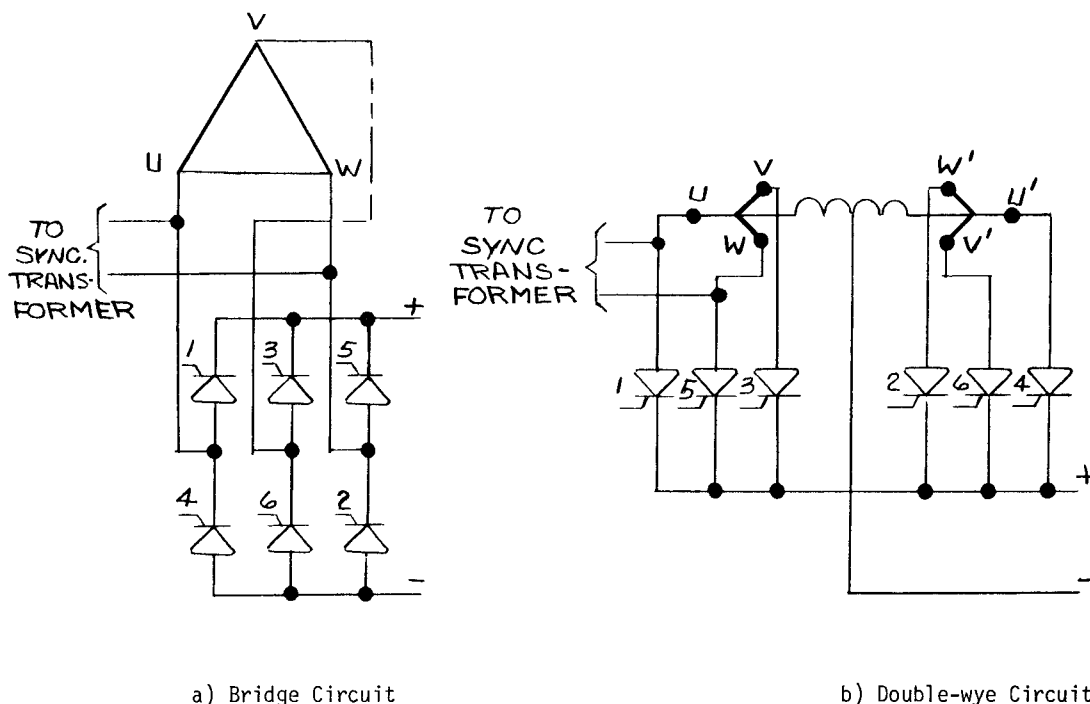 V
U
W
TO
SYNC.
TRANS-
FORMER
+
1
3
5
4
6
2
-
a) Bridge Circuit
V
W'
U
U'
W
V'
TO
SYNC
TRANS-
FORMER
1
5
3
2
6
4
+
-
b) Double-wye Circuit